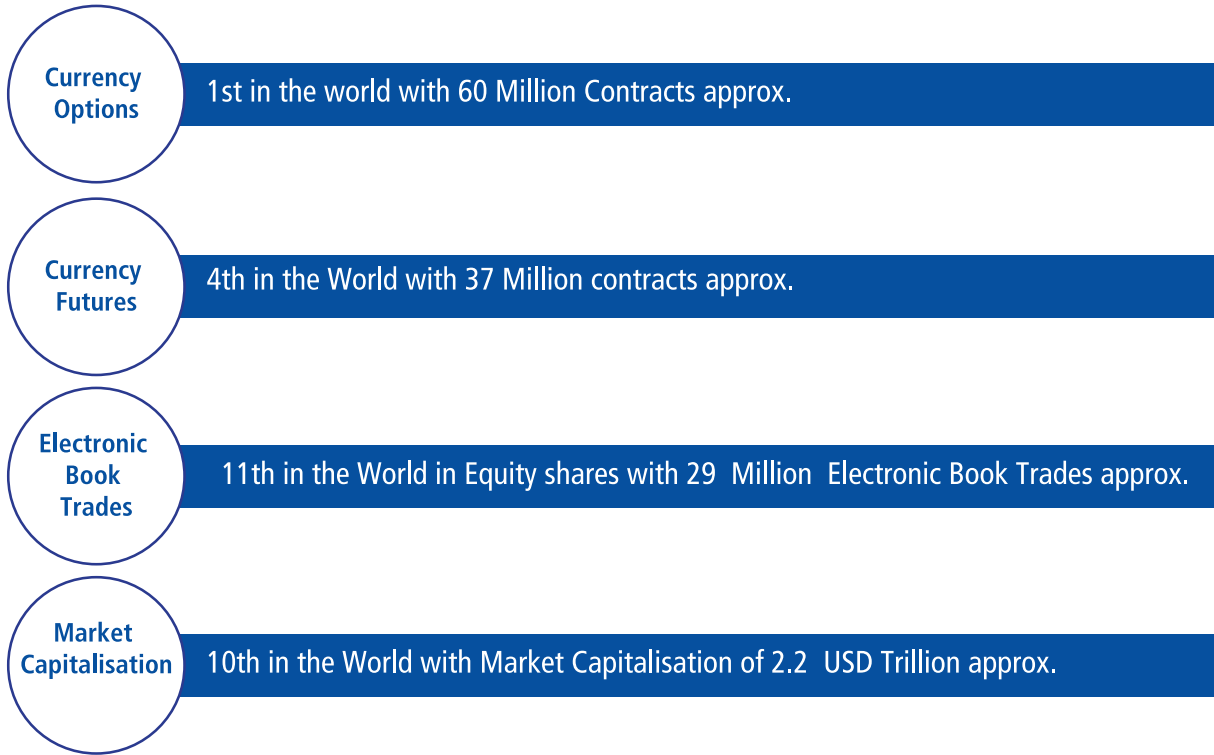 Currency
Options
1st in the world with 60 Million Contracts approx.
Currency
Futures
4th in the World with 37 Million contracts approx.
Electronic
Book
Trades
11th in the World in Equity shares with 29 Million Electronic Book Trades approx.
Market
Capitalisation
10th in the World with Market Capitalisation of 2.2 USD Trillion approx.